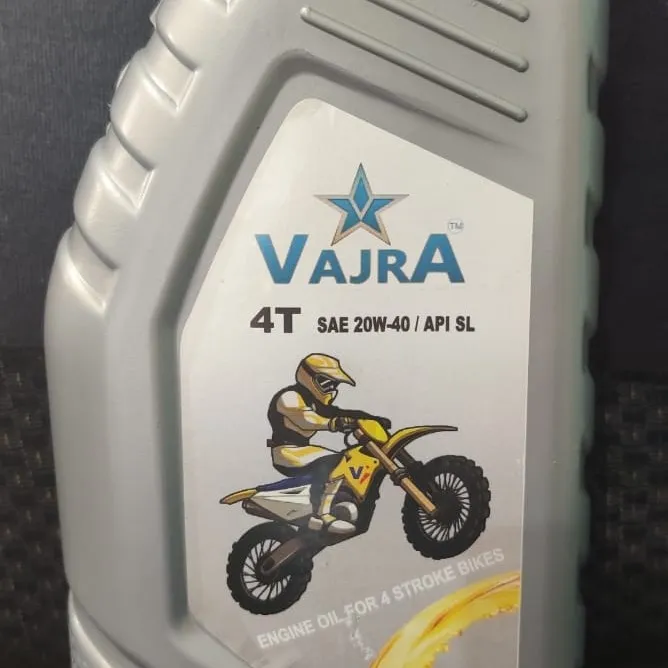 VAJRA TM
4T SAE 20W-40 / API SL
V
ENGINE OIL FOR 4 STROKE BIKES